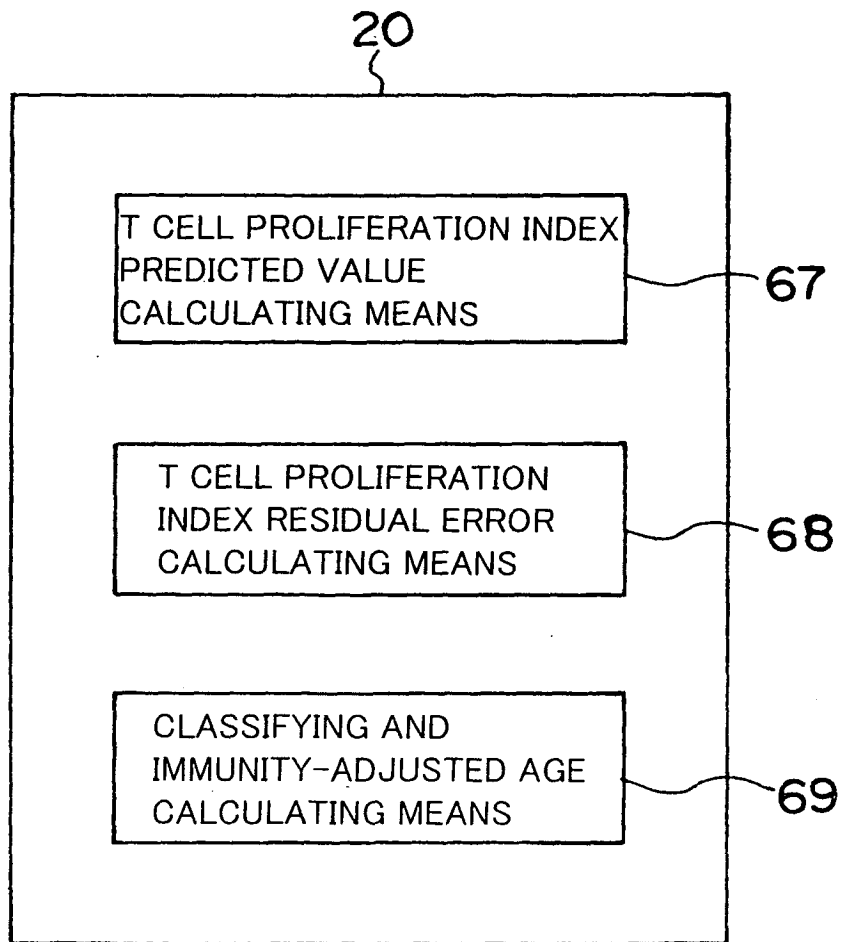 20
T CELL PROLIFERATION INDEX
PREDICTED VALUE
CALCULATING MEANS
67
T CELL PROLIFERATION
INDEX RESIDUAL ERROR
CALCULATING MEANS
68
CLASSIFYING AND
IMMUNITY-ADJUSTED AGE
CALCULATING MEANS
69